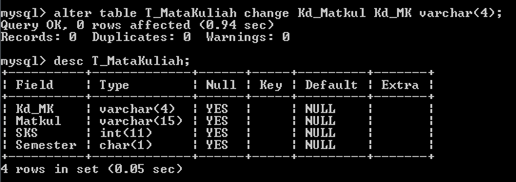 mysql> alter table T_MataKuliah change Kd_Matkul Kd_MK varchar(4);
Query OK, 0 rows affected (0.94 sec)
Records: 0  Duplicates: 0  Warnings: 0
mysql> desc T_MataKuliah;
+----------+-------------+------+-----+---------+-------+
| Field    | Type        | Null | Key | Default | Extra |
+----------+-------------+------+-----+---------+-------+
| Kd_MK    | varchar(4)  | YES  |     | NULL    |       |
| Matkul   | varchar(15) | YES  |     | NULL    |       |
| SKS      | int(11)     | YES  |     | NULL    |       |
| Semester | char(1)     | YES  |     | NULL    |       |
+----------+-------------+------+-----+---------+-------+
4 rows in set (0.05 sec)